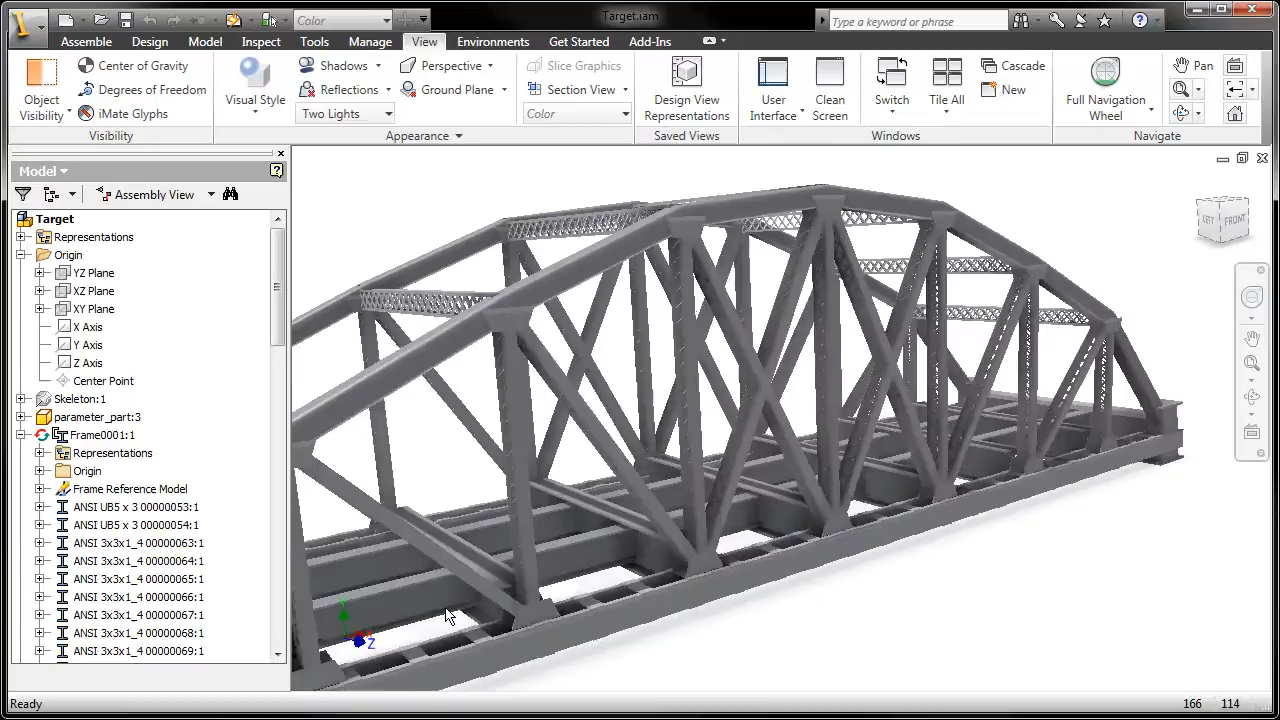 Color
Target.iam
Type a keyword or phrase
Assemble Design Model Inspect Tools Manage View Environments Get Started Add-Ins
Object Visibility
Center of Gravity
Degrees of Freedom
iMate Glyphs
Visibility
Visual Style
Shadows
Reflections
Two Lights
Perspective
Ground Plane
Slice Graphics
Section View
Color
Appearance
Design View
Representations
Saved Views
User
Interface
Clean
Screen
Switch
Tile All
Cascade
New
Windows
Full Navigation
Wheel
Pan
Navigate
Model
Assembly View
Target
Representations
Origin
YZ Plane
XZ Plane
XY Plane
X Axis
Y Axis
Z Axis
Center Point
Skeleton:1
parameter_part:3
Frame0001:1
Representations
Origin
Frame Reference Model
ANSI UB5 x 3 00000053:1
ANSI UB5 x 3 00000054:1
ANSI 3x3x1_4 00000063:1
ANSI 3x3x1_4 00000064:1
ANSI 3x3x1_4 00000065:1
ANSI 3x3x1_4 00000066:1
ANSI 3x3x1_4 00000067:1
ANSI 3x3x1_4 00000068:1
ANSI 3x3x1_4 00000069:1
LEFT FRONT
Z
Ready
166 114